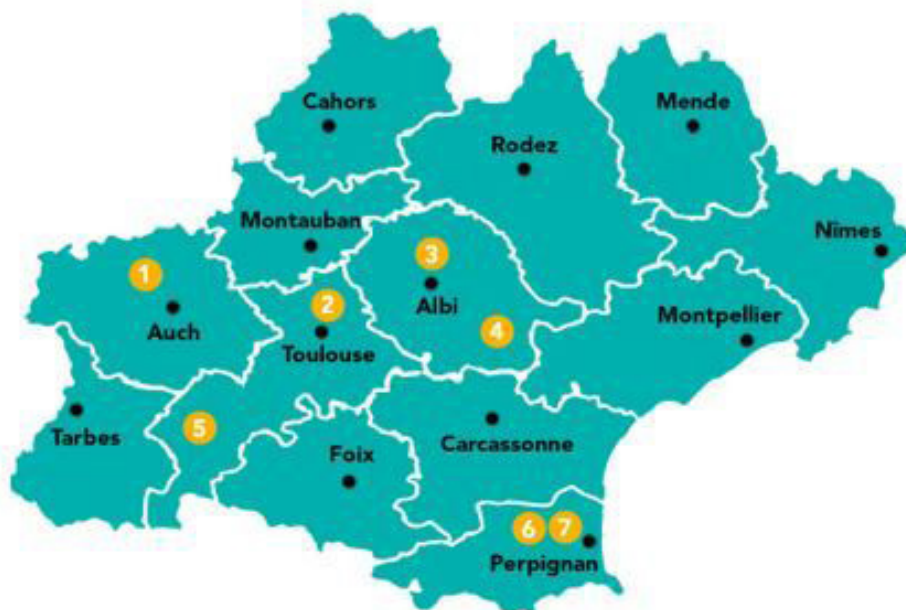 Cahors
Mende
Rodez
Montauban
Nîmes
3
1
2
Albi
Auch
4
Montpellier
Toulouse
Tarbes
5
Carcassonne
Foix
6
7
Perpignan